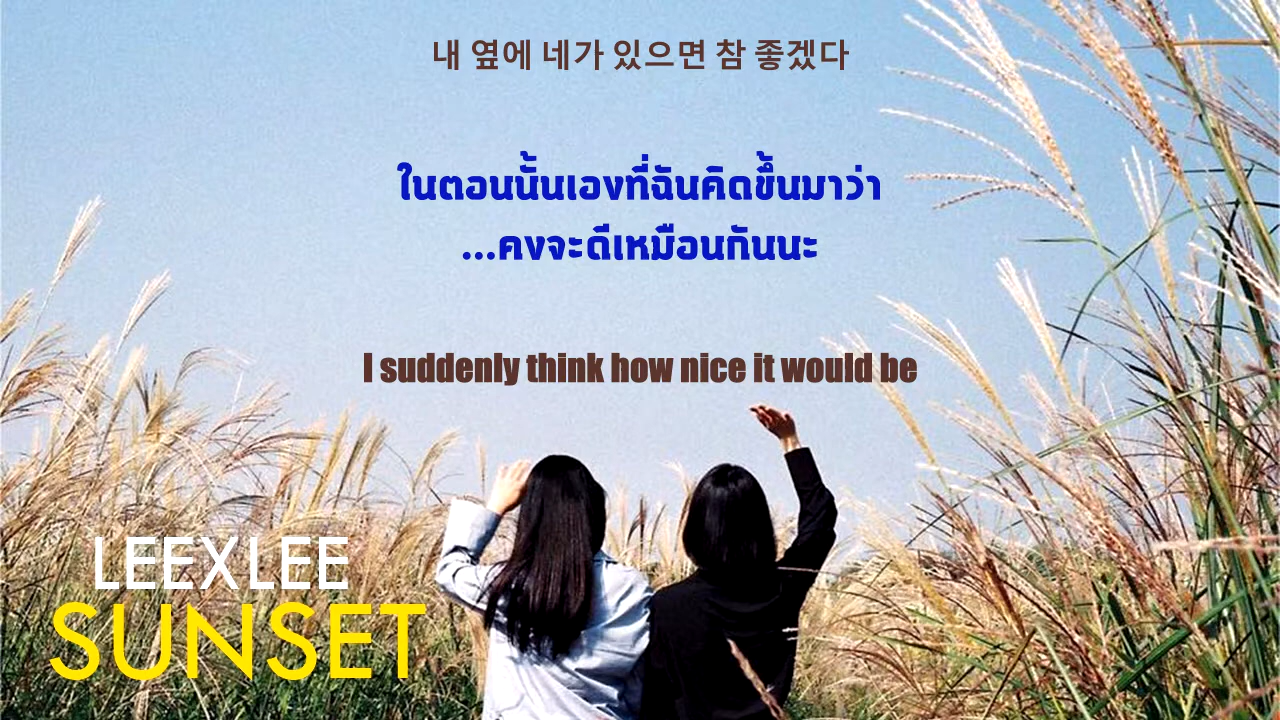 내 옆에 네가 있으면 참 좋겠다
ในตอนนั้นเองที่ฉันคิดขึ้นมาว่า
...คงจะดีเหมือนกันนะ
I suddenly think how nice it would be
LEEXLEE
SUNSET